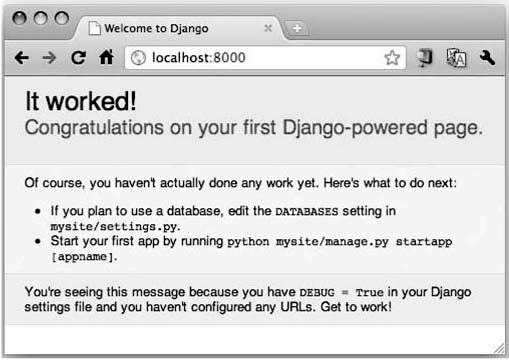 Welcome to Django
localhost:8000
It worked!
Congratulations on your first Django-powered page.
Of course, you haven't actually done any work yet. Here's what to do next:
• If you plan to use a database, edit the DATABASES setting in
mysite/settings.py.
• Start your first app by running python mysite/manage.py startapp
[appname].
You're seeing this message because you have DEBUG = True in your Django
settings file and you haven't configured any URLs. Get to work!